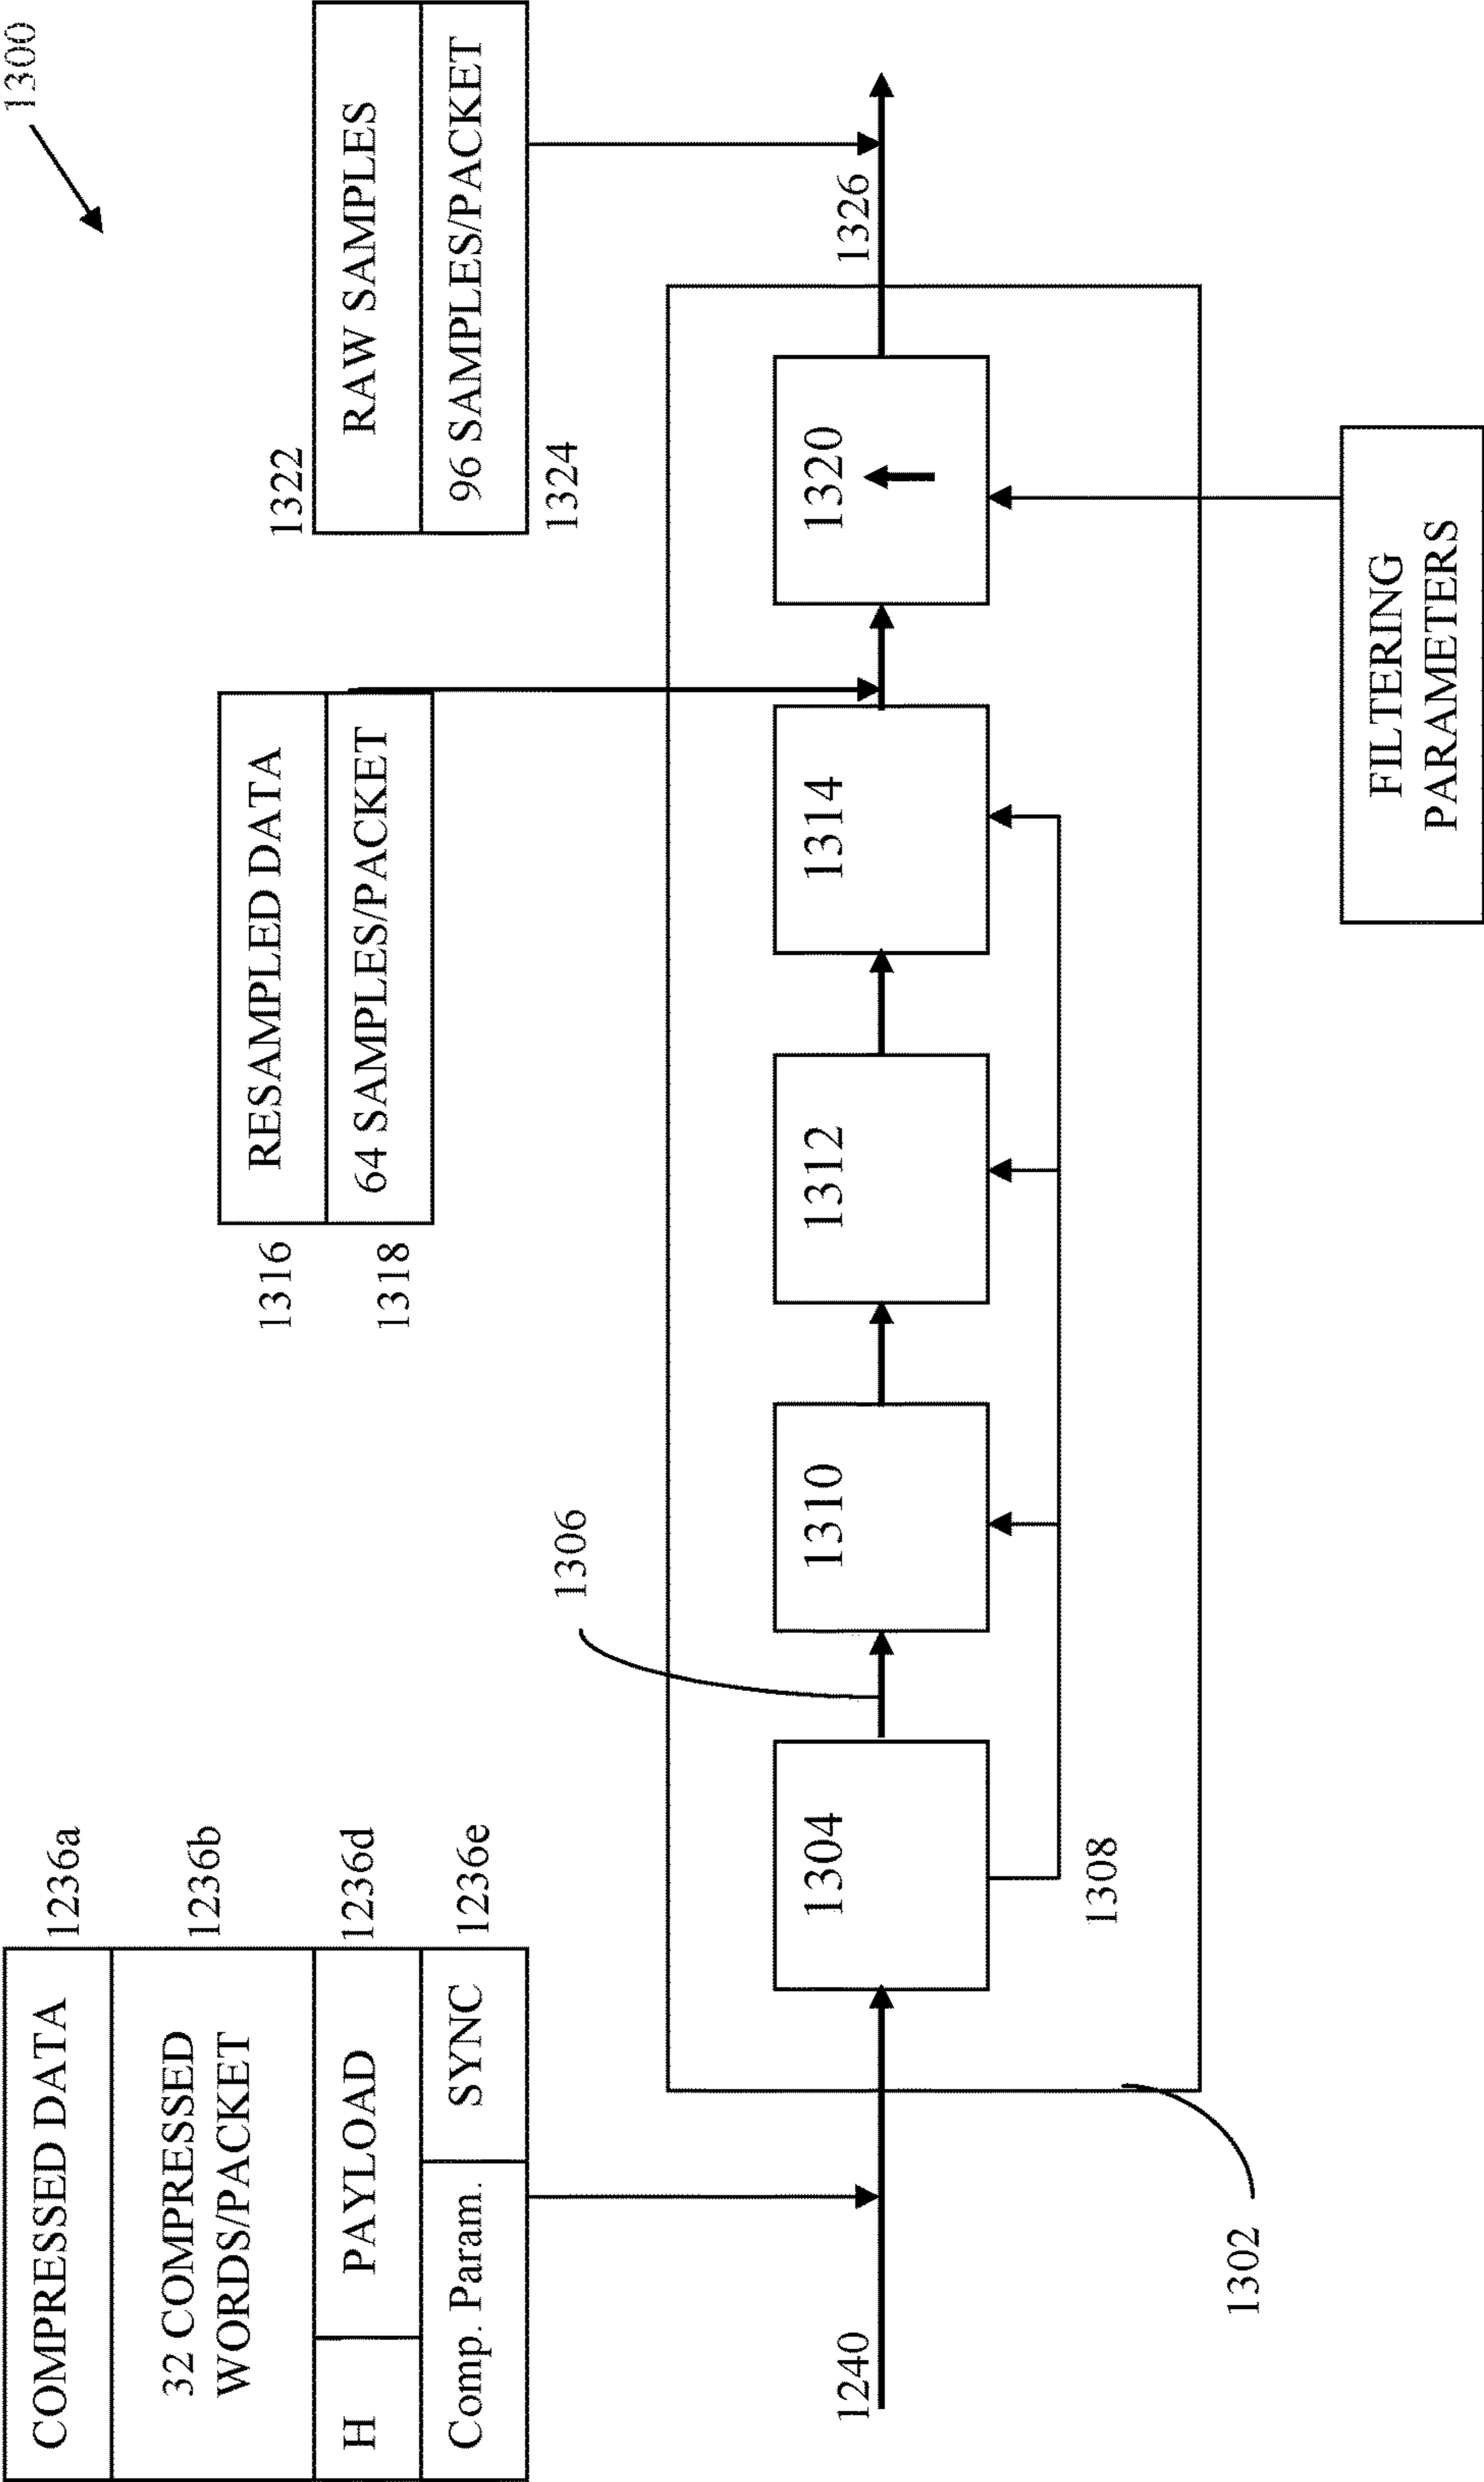 1300
COMPRESSED DATA
1236a
32 COMPRESSED
WORDS/PACKET
1236b
H
PAYLOAD
1236d
Comp. Param.
SYNC
1236e
1316
RESAMPLED DATA
1318
64 SAMPLES/PACKET
1322
RAW SAMPLES
96 SAMPLES/PACKET
1324
1306
1240
1304
1310
1312
1314
1320
1326
1308
1302
FILTERING
PARAMETERS